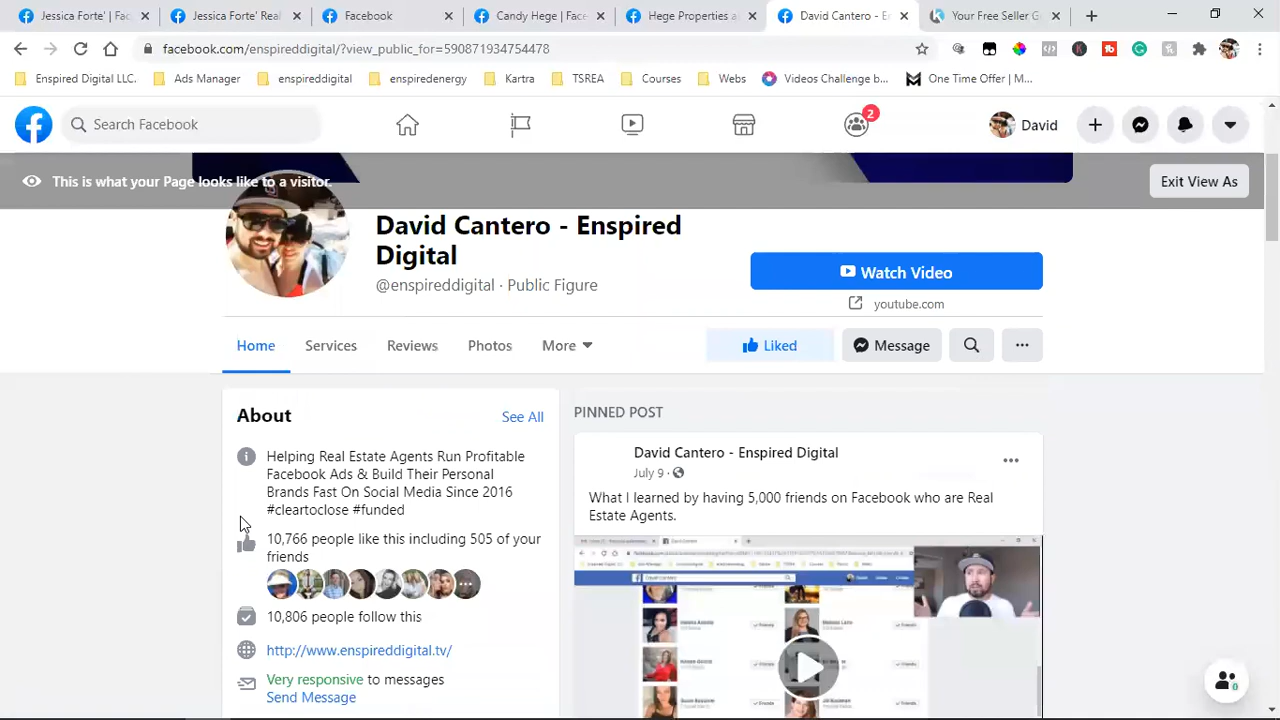 Jessica Forte'
Jessica Forte' Re
Facebook
Candy Hege | Fac
Hege Properties a
David Cantero - E
Your Free Seller G
facebook.com/enspireddigital/?view_public_for=590871934754478
Enspired Digital LLC.
Ads Manager
enspireddigital
enspiredenergy
Kartra
TSREA
Courses
Webs
Videos Challenge b...
One Time Offer | M...
Search Facebook
2
David
This is what your Page looks like to a visitor.
Exit View As
David Cantero - Enspired
Digital
@enspireddigital · Public Figure
Watch Video
youtube.com
Home
Services
Reviews
Photos
More
Liked
Message
About
See All
Helping Real Estate Agents Run Profitable
Facebook Ads & Build Their Personal
Brands Fast On Social Media Since 2016
#cleartoclose #funded
10,766 people like this including 505 of your
friends
10,806 people follow this
http://www.enspireddigital.tv/
Very responsive to messages
Send Message
PINNED POST
David Cantero - Enspired Digital
July 9
What I learned by having 5,000 friends on Facebook who are Real
Estate Agents.